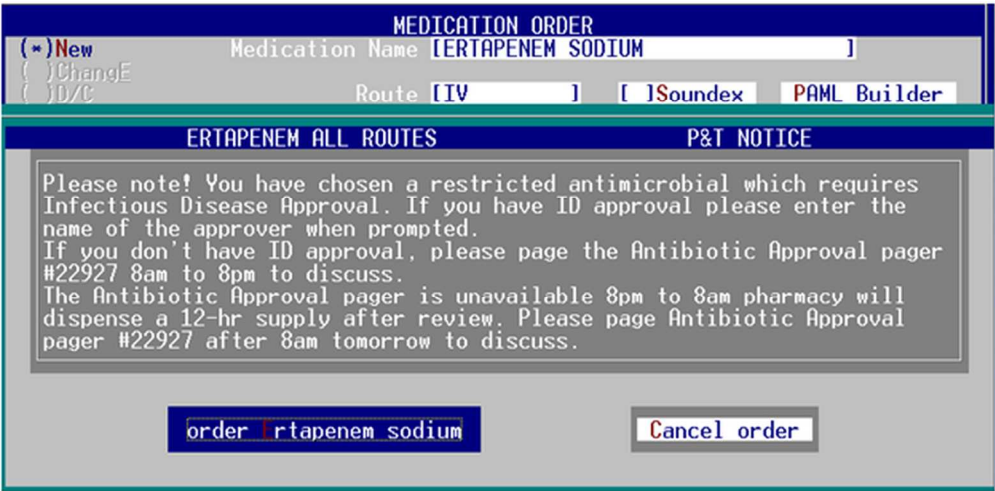 MEDICATION ORDER
(*)New Medication Name [ERTAPENEM SODIUM ]
( )ChangE
( )D/C Route [IV ] [ ]Soundex PAML Builder
ERTAPENEM ALL ROUTES P&T NOTICE
Please note! You have chosen a restricted antimicrobial which requires
Infectious Disease Approval. If you have ID approval please enter the
name of the approver when prompted.
If you don't have ID approval, please page the Antibiotic Approval pager
#22927 8am to 8pm to discuss.
The Antibiotic Approval pager is unavailable 8pm to 8am pharmacy will
dispense a 12-hr supply after review. Please page Antibiotic Approval
pager #22927 after 8am tomorrow to discuss.
order Ertapenem sodium Cancel order